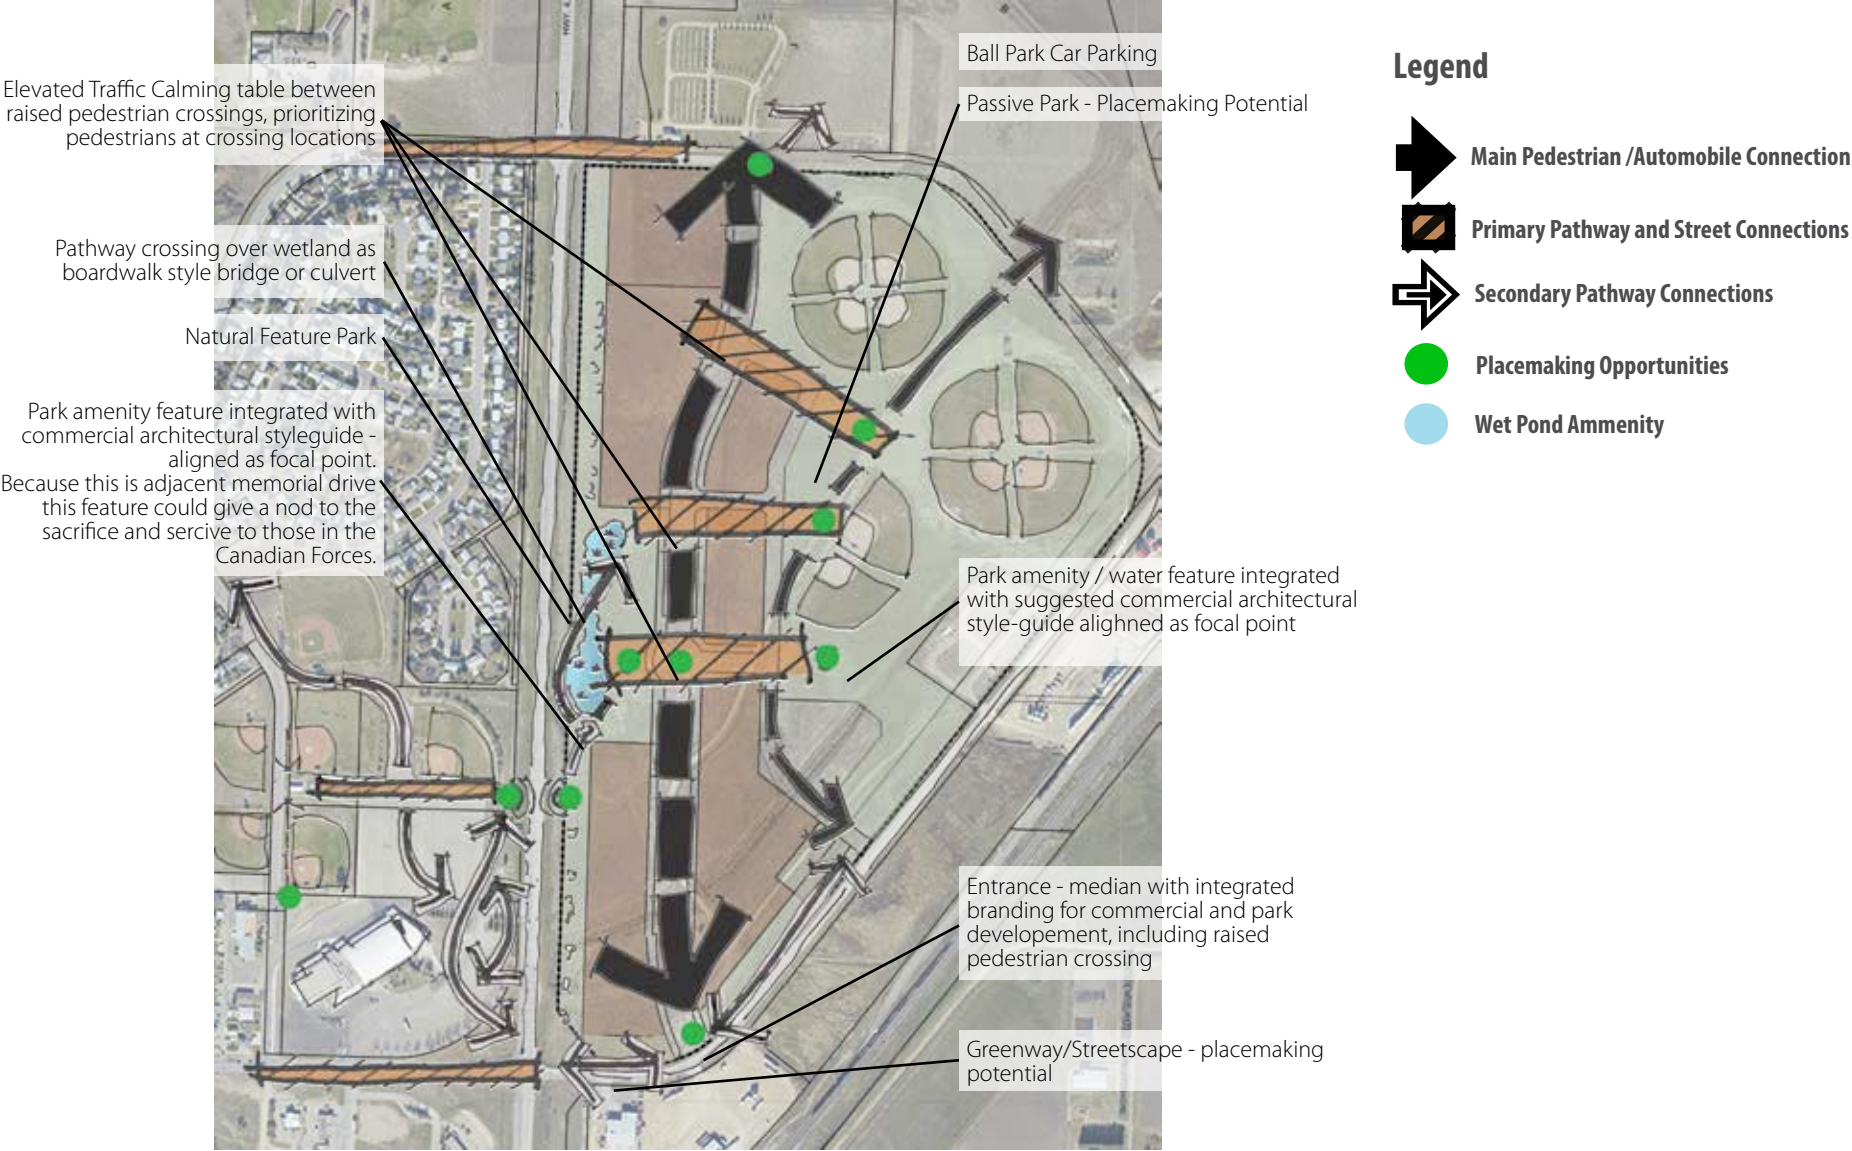 Elevated Traffic Calming table between
raised pedestrian crossings, prioritizing
pedestrians at crossing locations
Pathway crossing over wetland as
boardwalk style bridge or culvert
Natural Feature Park
Park amenity feature integrated with
commercial architectural styleguide -
aligned as focal point.
Because this is adjacent memorial drive
this feature could give a nod to the
sacrifice and sercive to those in the
Canadian Forces.
HWY. 4
Ball Park Car Parking
Passive Park - Placemaking Potential
Park amenity / water feature integrated
with suggested commercial architectural
style-guide alighned as focal point
Entrance - median with integrated
branding for commercial and park
developement, including raised
pedestrian crossing
Greenway/Streetscape - placemaking
potential
Legend
Main Pedestrian /Automobile Connection
Primary Pathway and Street Connections
Secondary Pathway Connections
Placemaking Opportunities
Wet Pond Ammenity